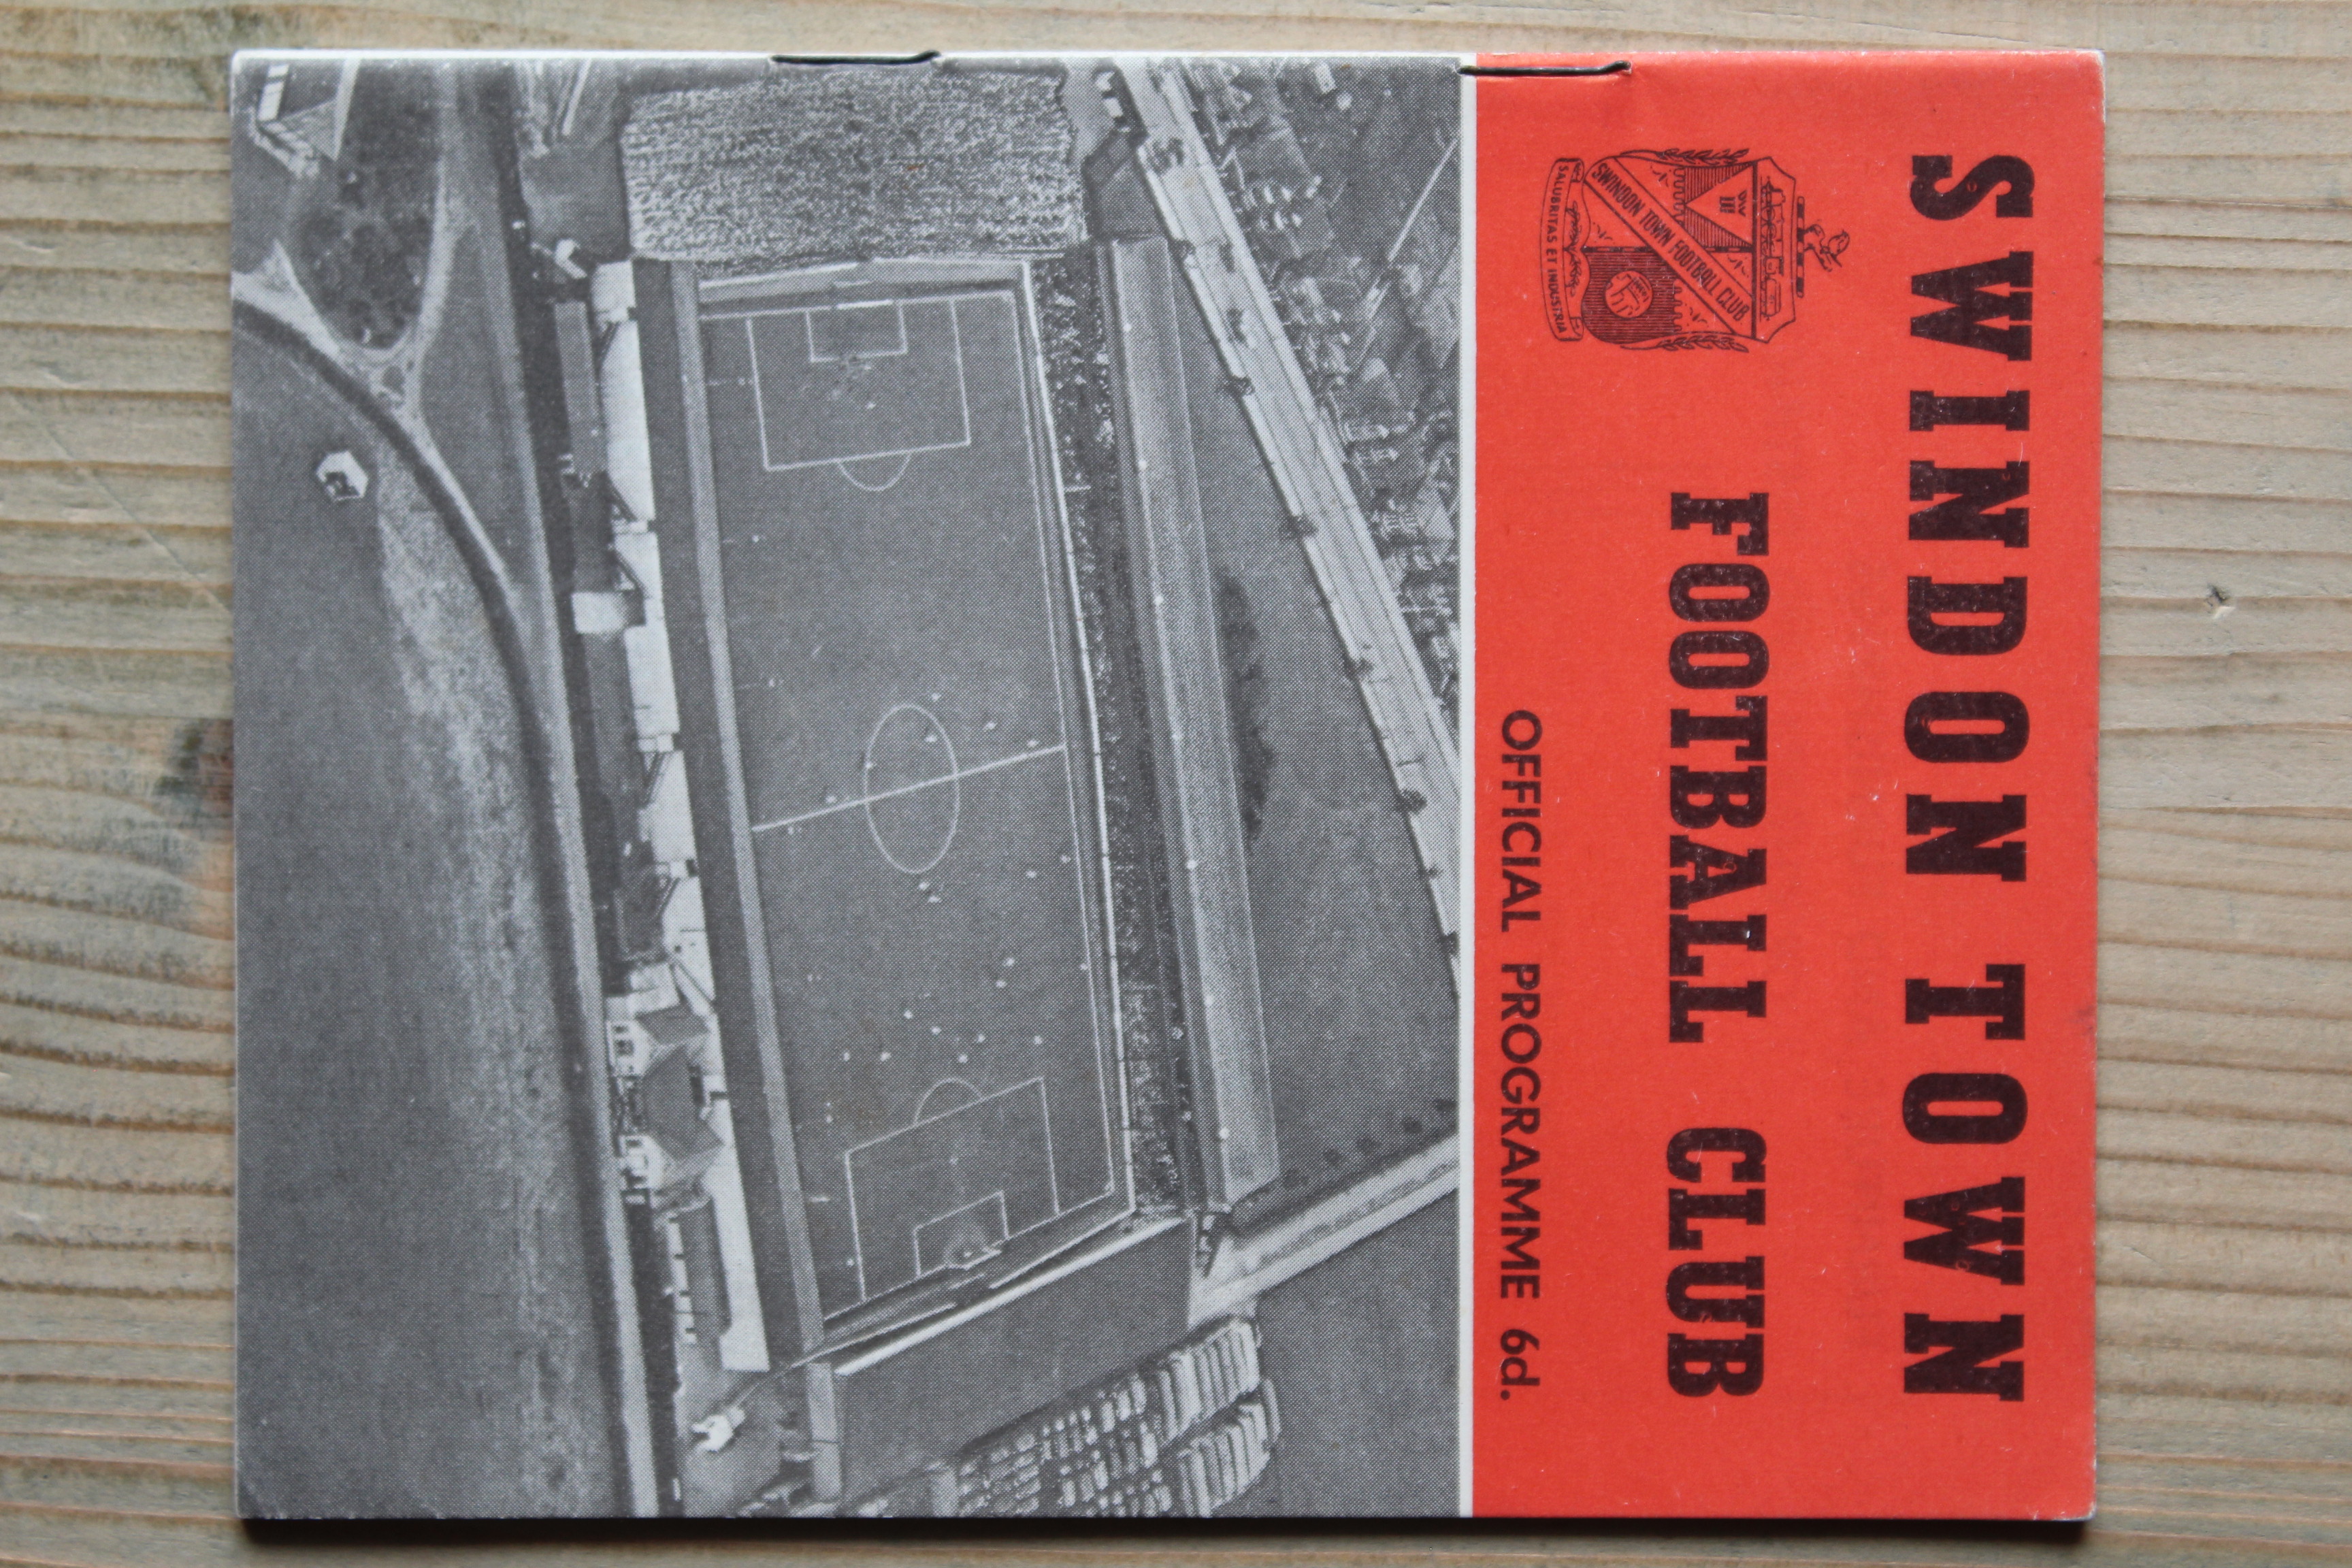 SWINDON TOWN
FOOTBALL CLUB
SWINDON TOWN FOOTBALL CLUB
SALUBRITAS ET INDUSTRIA
OFFICIAL PROGRAMME 6d.